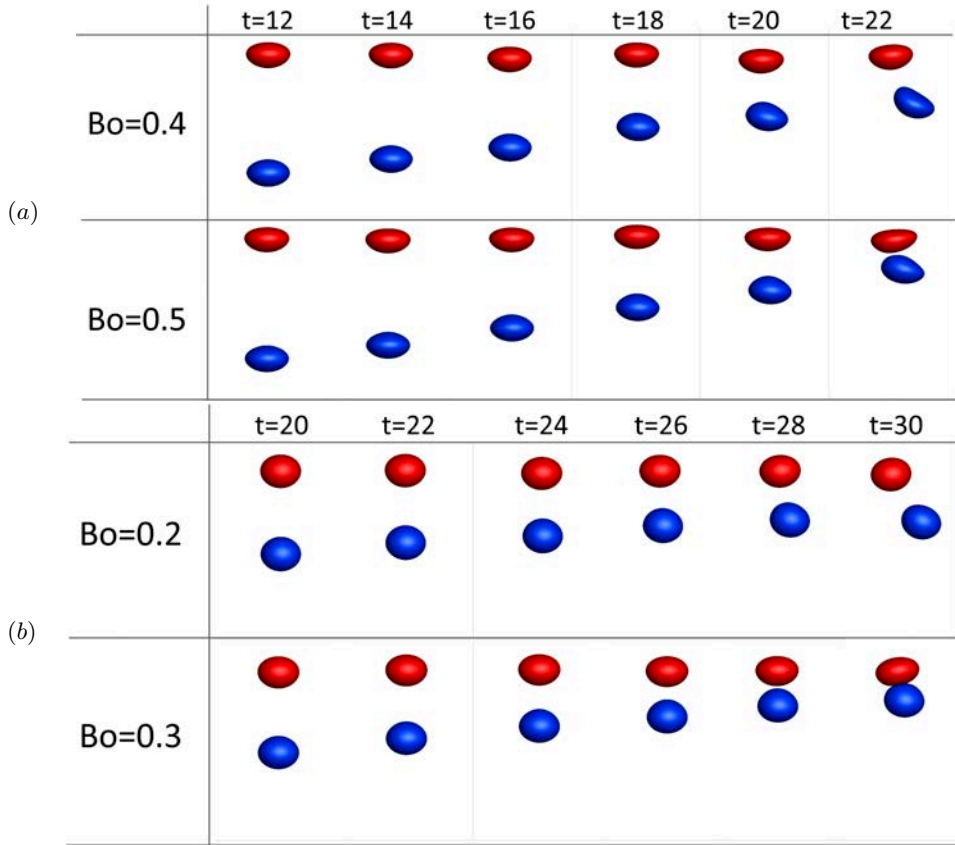 t=12 t=14 t=16 t=18 t=20 t=22
Bo=0.4
(a)
Bo=0.5
t=20 t=22 t=24 t=26 t=28 t=30
Bo=0.2
(b)
Bo=0.3